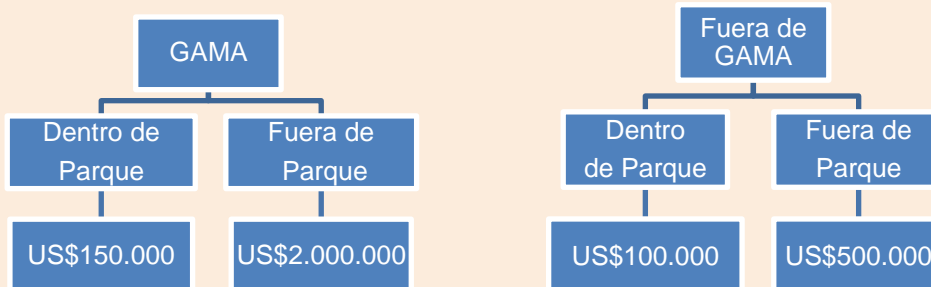 GAMA
Dentro de
Parque
Fuera de
Parque
US$150.000
US$2.000.000
Fuera de
GAMA
Dentro
de Parque
Fuera de
Parque
US$100.000
US$500.000